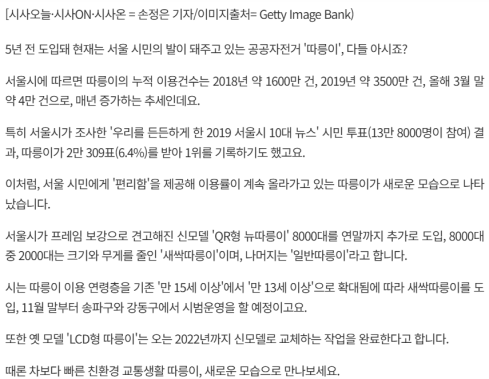 [시사오늘·시사ON·시사온 = 손정은 기자/이미지출처= Getty Image Bank)
5년 전 도입돼 현재는 서울 시민의 발이 돼주고 있는 공공자전거 '따릉이', 다들 아시죠?
서울시에 따르면 따릉이의 누적 이용건수는 2018년 약 1600만 건, 2019년 약 3500만 건, 올해 3월 말
약 4만 건으로, 매년 증가하는 추세인데요.
특히 서울시가 조사한 '우리를 든든하게 한 2019 서울시 10대 뉴스' 시민 투표(13만 8000명이 참여) 결
과, 따릉이가 2만 309표(6.4%)를 받아 1위를 기록하기도 했고요.
이처럼, 서울 시민에게 '편리함'을 제공해 이용률이 계속 올라가고 있는 따릉이가 새로운 모습으로 나타
났습니다.
서울시가 프레임 보강으로 견고해진 신모델 'QR형 뉴따릉이' 8000대를 연말까지 추가로 도입, 8000대
중 2000대는 크기와 무게를 줄인 '새싹따릉이'이며, 나머지는 '일반따릉이'라고 합니다.
시는 따릉이 이용 연령층을 기존 '만 15세 이상'에서 '만 13세 이상'으로 확대됨에 따라 새싹따릉이를 도
입, 11월 말부터 송파구와 강동구에서 시범운영을 할 예정이고요.
또한 옛 모델 'LCD형 따릉이'는 오는 2022년까지 신모델로 교체하는 작업을 완료한다고 합니다.
때론 차보다 빠른 친환경 교통생활 따릉이, 새로운 모습으로 만나보세요.